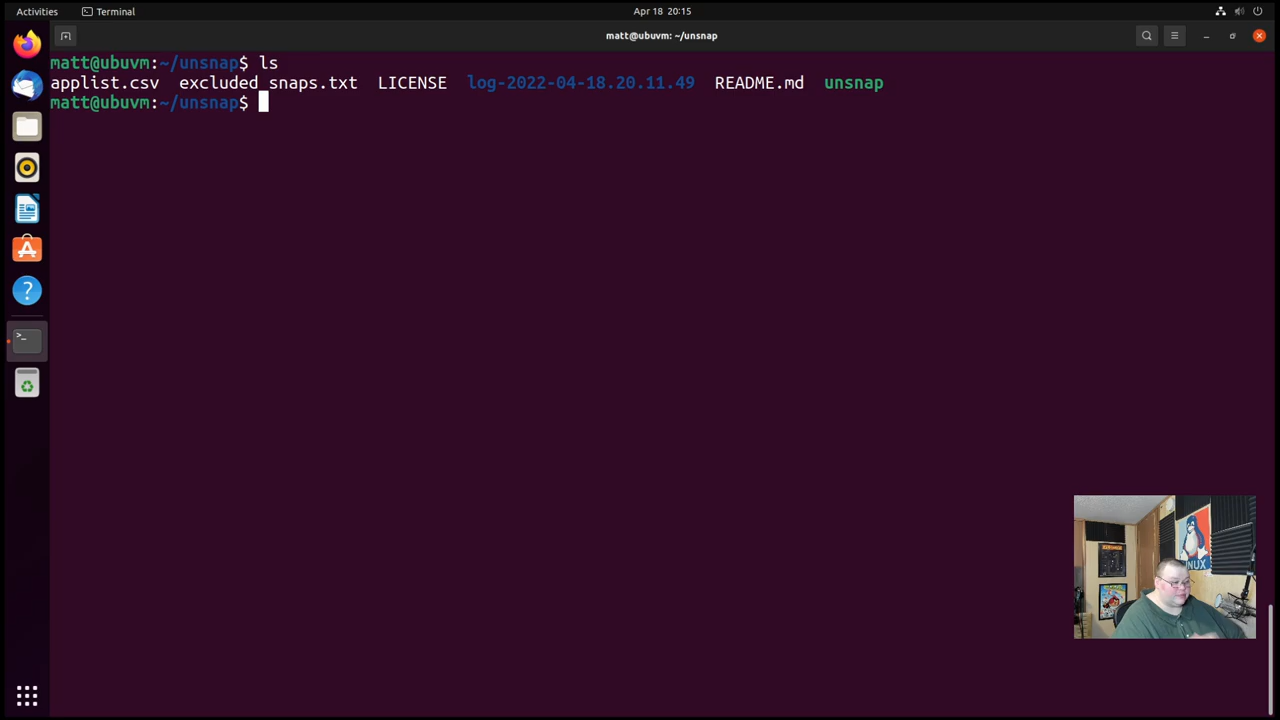 Activities
Terminal
Apr 18 20:15
matt@ubuvm: ~/unsnap
matt@ubuvm:~/unsnap$ ls
applist.csv excluded_snaps.txt LICENSE log-2022-04-18.20.11.49 README.md unsnap
matt@ubuvm:~/unsnap$